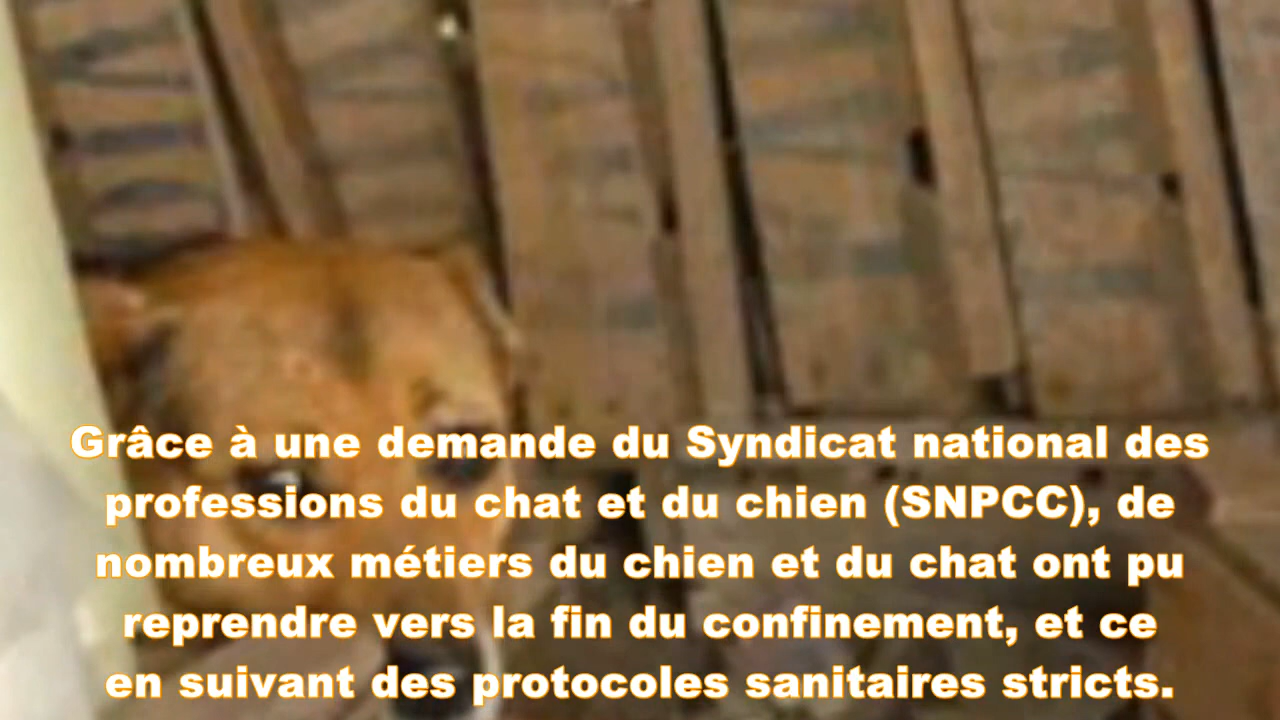 Grâce à une demande du Syndicat national des
professions du chat et du chien (SNPCC), de
nombreux métiers du chien et du chat ont pu
reprendre vers la fin du confinement, et ce
en suivant des protocoles sanitaires stricts.